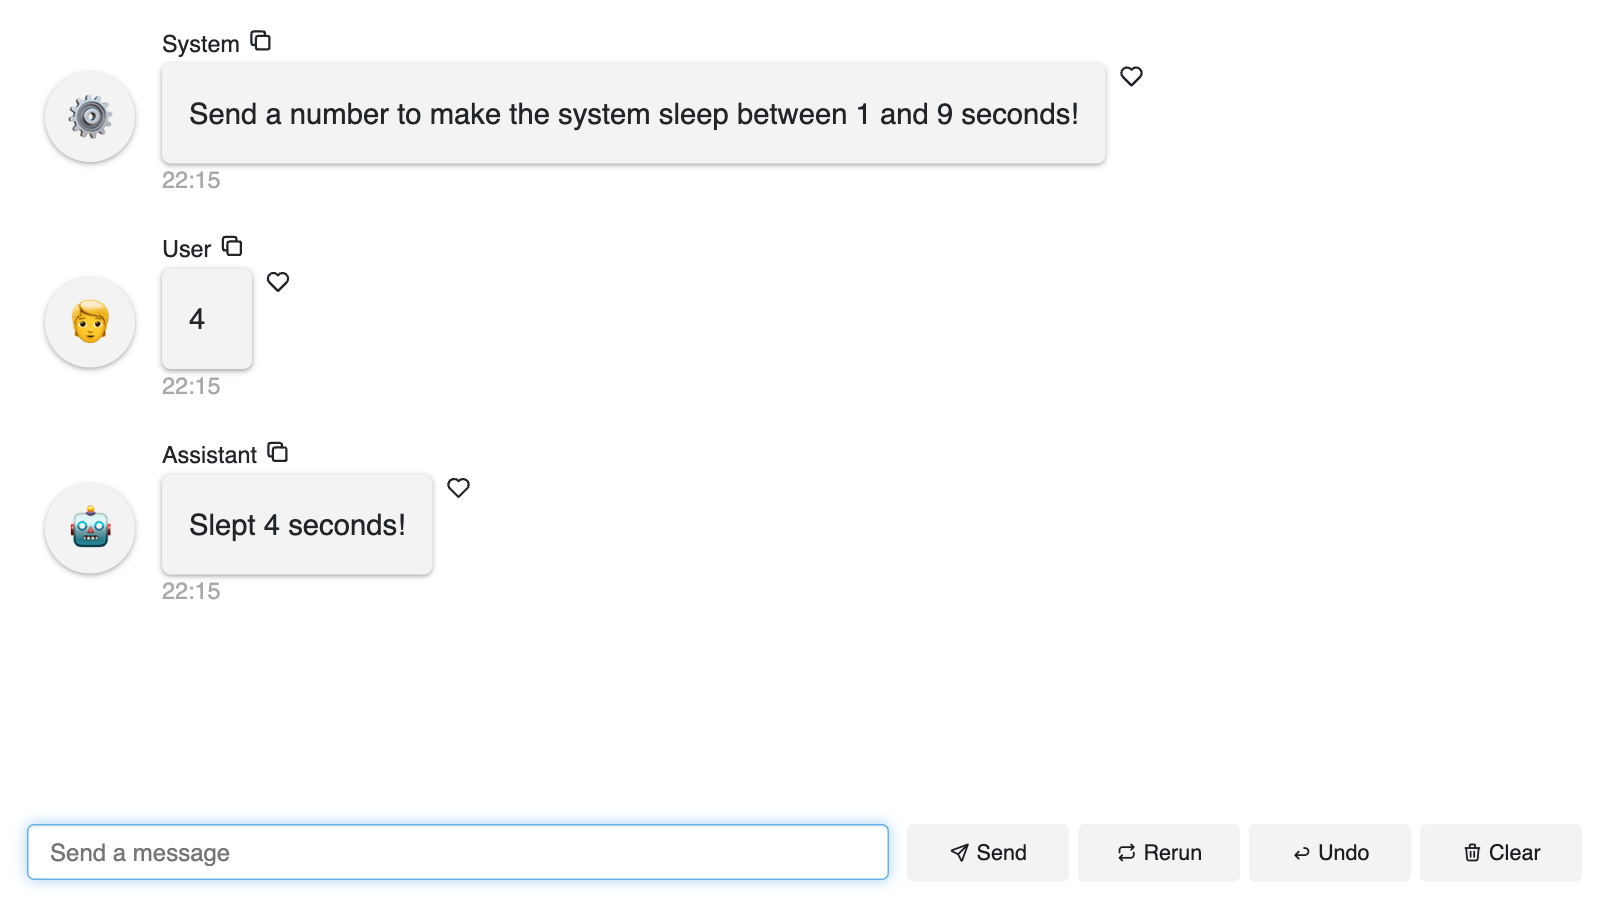 System
Send a number to make the system sleep between 1 and 9 seconds!
22:15
User
4
22:15
Assistant
Slept 4 seconds!
22:15
Send a message
Send
Rerun
Undo
Clear